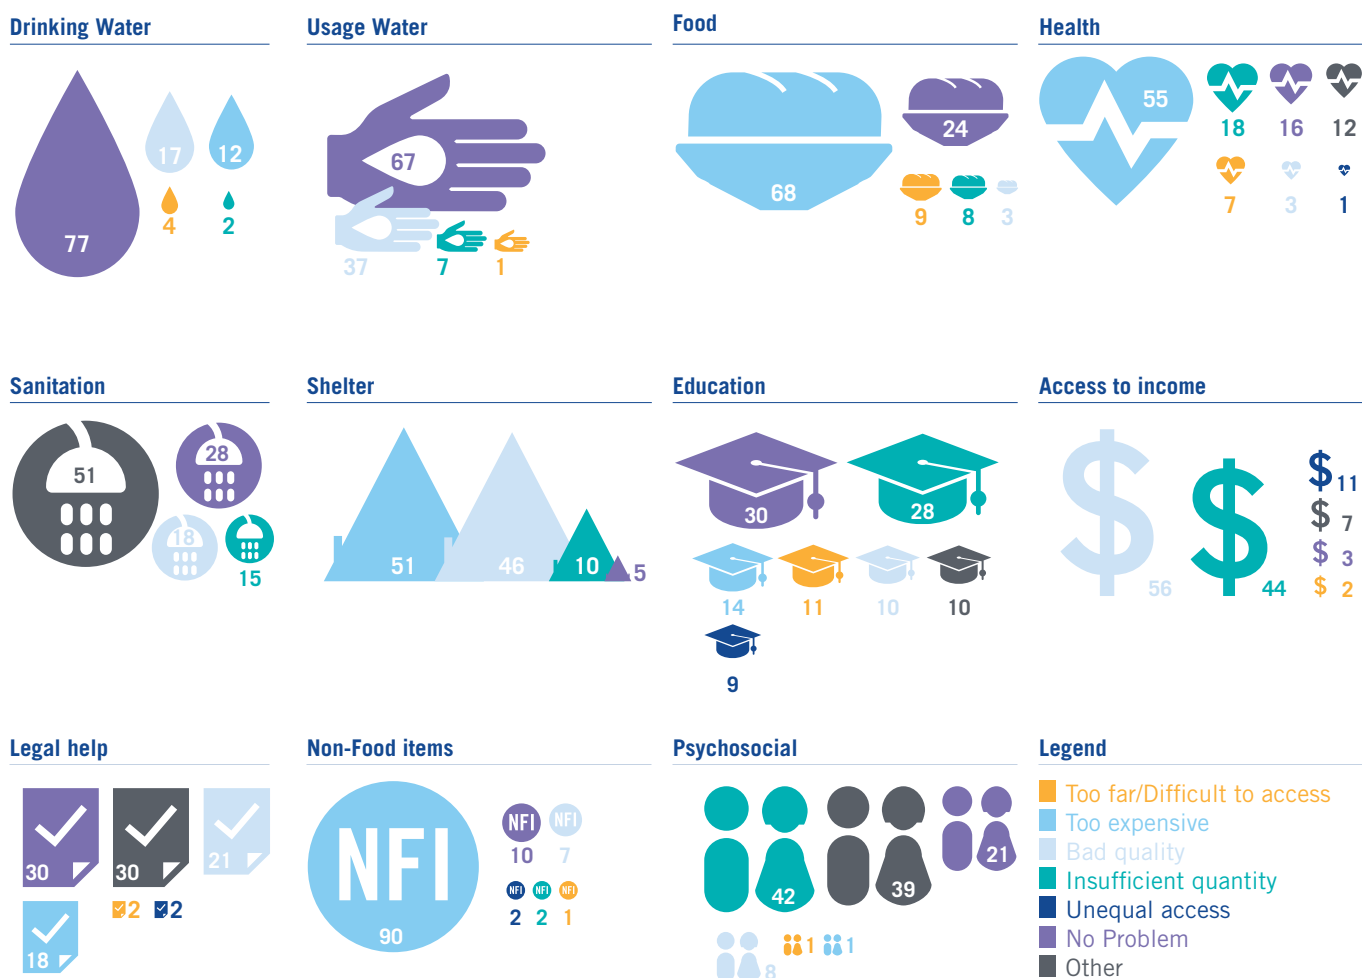 Drinking Water
77
17
12
4
2
Usage Water
67
37
7
1
Food
68
24
9
8
3
Health
55
18
16
12
7
3
1
Sanitation
51
28
18
15
Shelter
51
46
10
5
Education
30
28
14
11
10
10
9
Access to income
56
44
$ 11
$ 7
$ 3
$ 2
Legal help
30
30
21
18
2
2
Non-Food items
NFI
90
NFI
10
NFI
7
NFI
2
NFI
2
NFI
1
Psychosocial
42
39
21
8
1
1
Legend
Too far/Difficult to access
Too expensive
Bad quality
Insufficient quantity
Unequal access
No Problem
Other